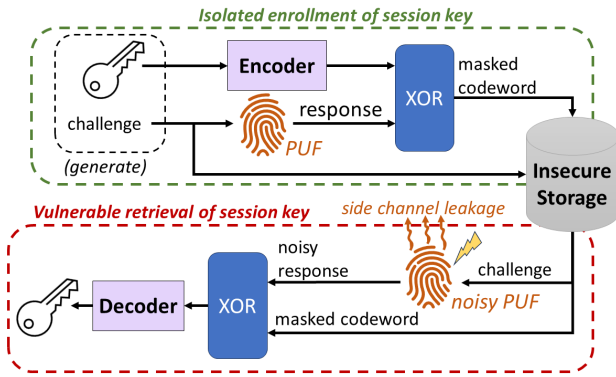 Isolated enrollment of session key
Encoder
XOR
masked
codeword
challenge
response
(generate)
PUF
Insecure
Storage
Vulnerable retrieval of session key
side channel leakage
noisy
response
challenge
noisy PUF
Decoder
XOR
masked codeword